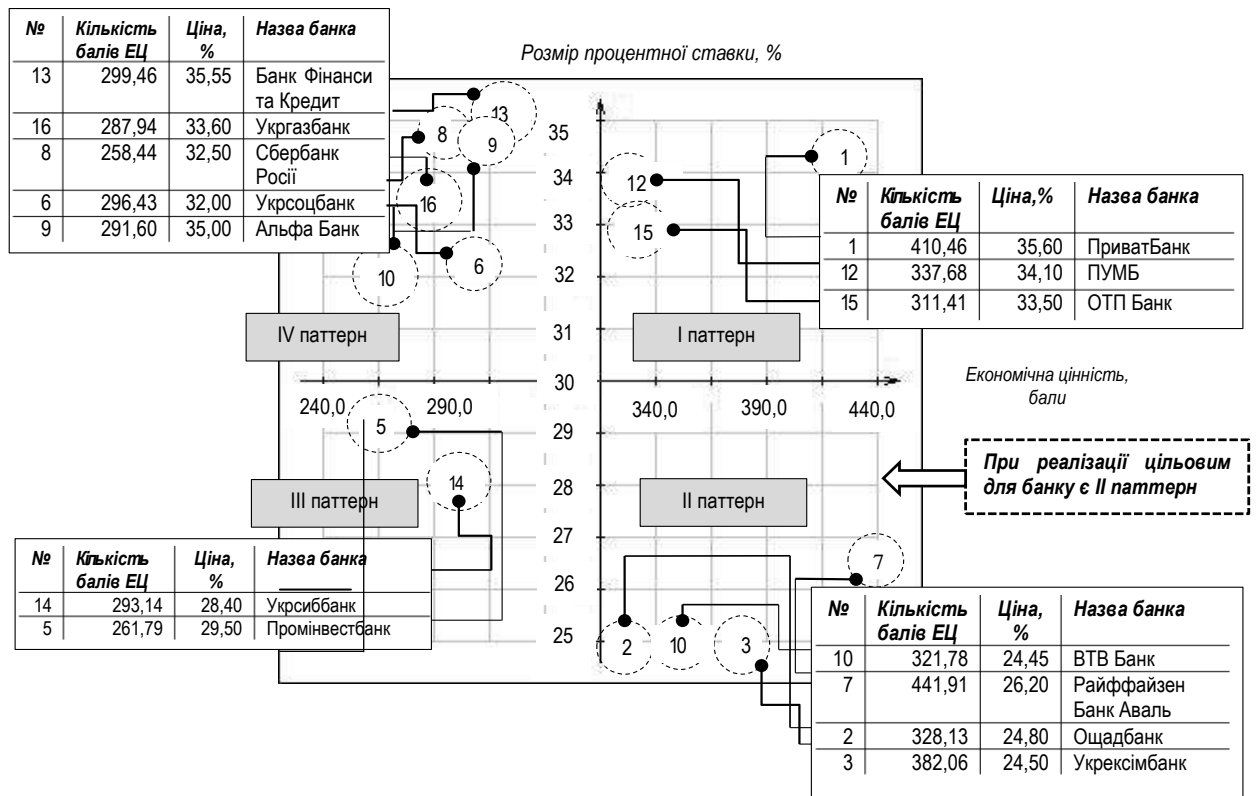 № Кількість Ціна, Назва банка
балів ЕЦ %
13 299,46 35,55 Банк Фінанси
та Кредит
16 287,94 33,60 Укргазбанк
8 258,44 32,50 Сбербанк
Росії
6 296,43 32,00 Укрсоцбанк
9 291,60 35,00 Альфа Банк
Розмір процентної ставки, %
13
8
9
16
10
6
35
34
33
32
31
30
29
28
27
26
25
1
12
15
№ Кількість Ціна,% Назва банка
балів ЕЦ
1 410,46 35,60 ПриватБанк
12 337,68 34,10 ПУМБ
15 311,41 33,50 ОТП Банк
IV паттерн
I паттерн
Економічна цінність,
бали
240,0 290,0 340,0 390,0 440,0
5
14
III паттерн
II паттерн
При реалізації цільовим
для банку є II паттерн
№ Кількість Ціна, Назва банка
балів ЕЦ %
14 293,14 28,40 Укрсиббанк
5 261,79 29,50 Промінвестбанк
7
2
10
3
№ Кількість Ціна, Назва банка
балів ЕЦ %
10 321,78 24,45 ВТВ Банк
7 441,91 26,20 Райффайзен
Банк Аваль
2 328,13 24,80 Ощадбанк
3 382,06 24,50 Укрексімбанк